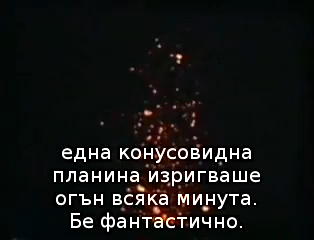 една конусовидна
планина изригваше
огън всяка минута.
Бе фантастично.